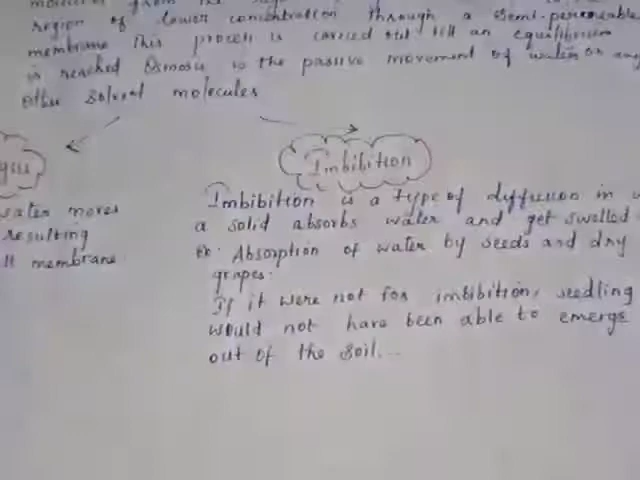 region of lower concentration through a semi-permeable
membrane This process is carried out till an equilibrium
is reached Osmosis is the passive movement of water or any
other solvent molecules
Imbibition
water moves
resulting
membrane.
Imbibition is a type of diffusion in
a solid absorbs water and get swelled
Absorption of water by seeds and dry
grapes.
If it were not for imbibition, seedling
would not have been able to emerge
out of the soil...